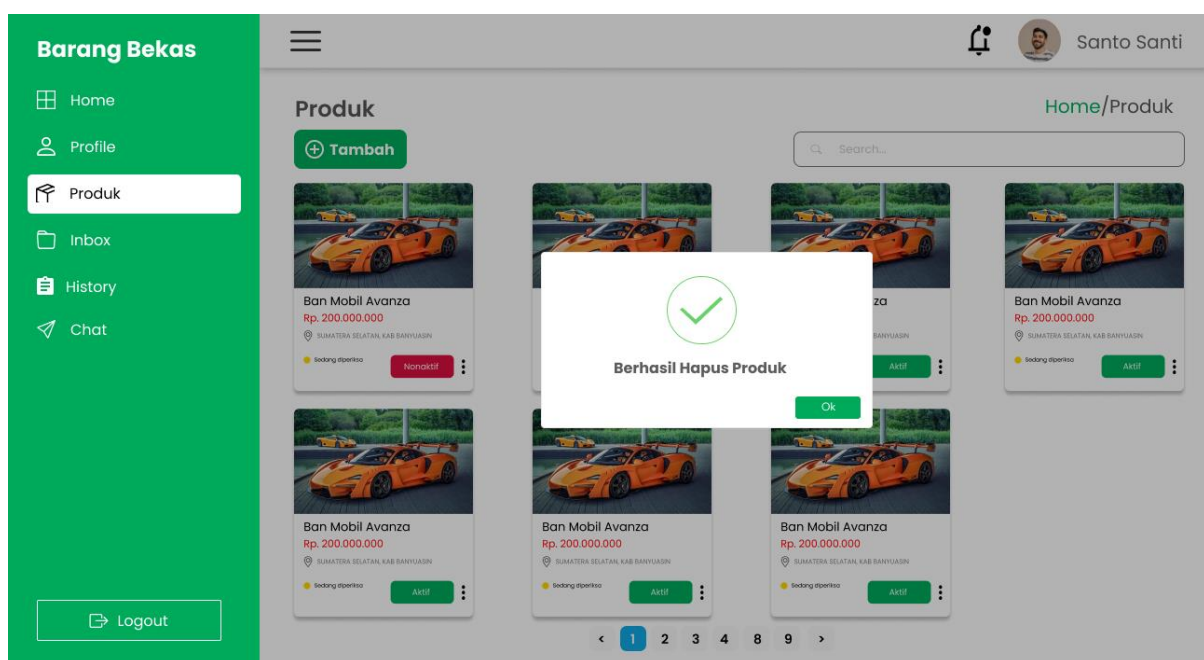 Barang Bekas
Home
Profile
Produk
Inbox
History
Chat
Logout
Santo Santi
Produk
Home/Produk
Tambah
Search...
Ban Mobil Avanza
Rp. 200.000.000
SUMATERA SELATAN, KAB BANYUASIN
Sedang diperiksa
Nonaktif
za
BANYUASIN
Aktif
Ban Mobil Avanza
Rp. 200.000.000
SUMATERA SELATAN, KAB BANYUASIN
Sedang diperiksa
Aktif
Berhasil Hapus Produk
Ok
Ban Mobil Avanza
Rp. 200.000.000
SUMATERA SELATAN, KAB BANYUASIN
Sedang diperiksa
Aktif
Ban Mobil Avanza
Rp. 200.000.000
SUMATERA SELATAN, KAB BANYUASIN
Sedang diperiksa
Aktif
Ban Mobil Avanza
Rp. 200.000.000
SUMATERA SELATAN, KAB BANYUASIN
Sedang diperiksa
Aktif
< 1 2 3 4 8 9 >